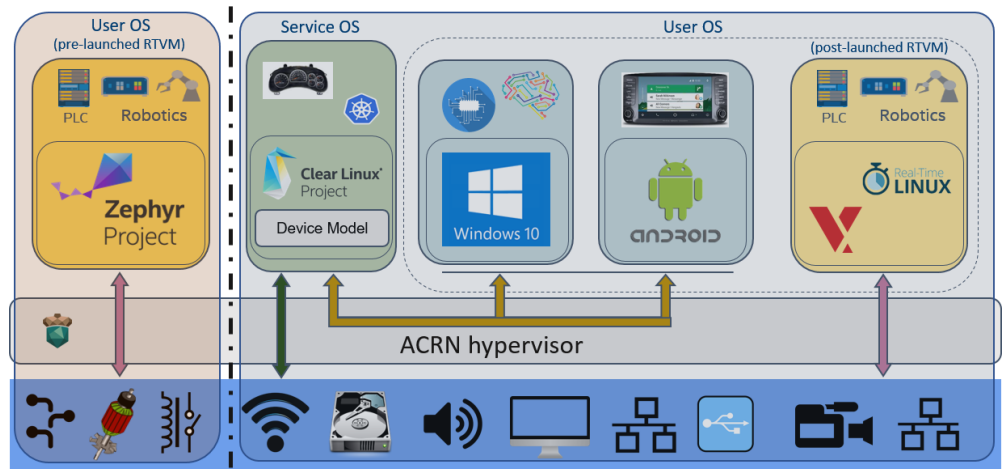 User OS
(pre-launched RTVM)
PLC
Robotics
Zephyr
Project
Service OS
Clear Linux*
Project
Device Model
User OS
Windows 10
ANDROID
(post-launched RTVM)
PLC
Robotics
Real-Time
LINUX
ACRN hypervisor